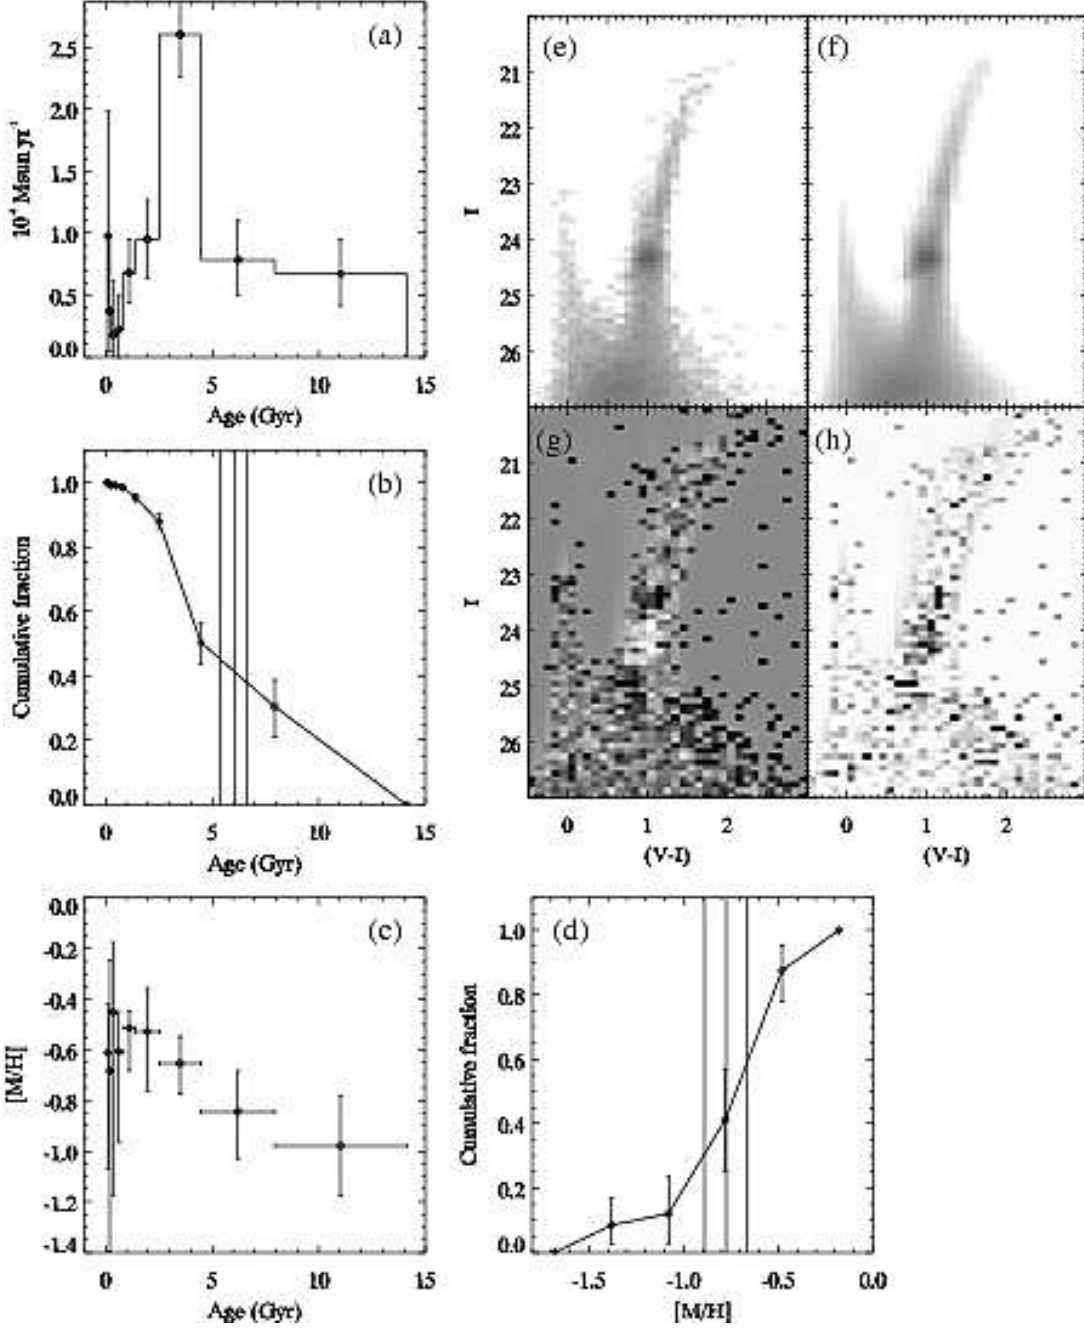 (a)
2.5
2.0
1.5
1.0
0.5
0.0
10⁻⁴ Msun yr⁻¹
0 5 10 15
Age (Gyr)
(b)
1.0
0.8
0.6
0.4
0.2
0.0
Cumulative fraction
0 5 10 15
Age (Gyr)
(c)
0.0
-0.2
-0.4
-0.6
-0.8
-1.0
-1.2
-1.4
[M/H]
0 5 10 15
Age (Gyr)
(e)
(f)
21
22
23
24
25
26
I
(g)
(h)
21
22
23
24
25
26
I
0 1 2
(V-I)
0 1 2
(V-I)
(d)
1.0
0.8
0.6
0.4
0.2
0.0
Cumulative fraction
-1.5 -1.0 -0.5 0.0
[M/H]